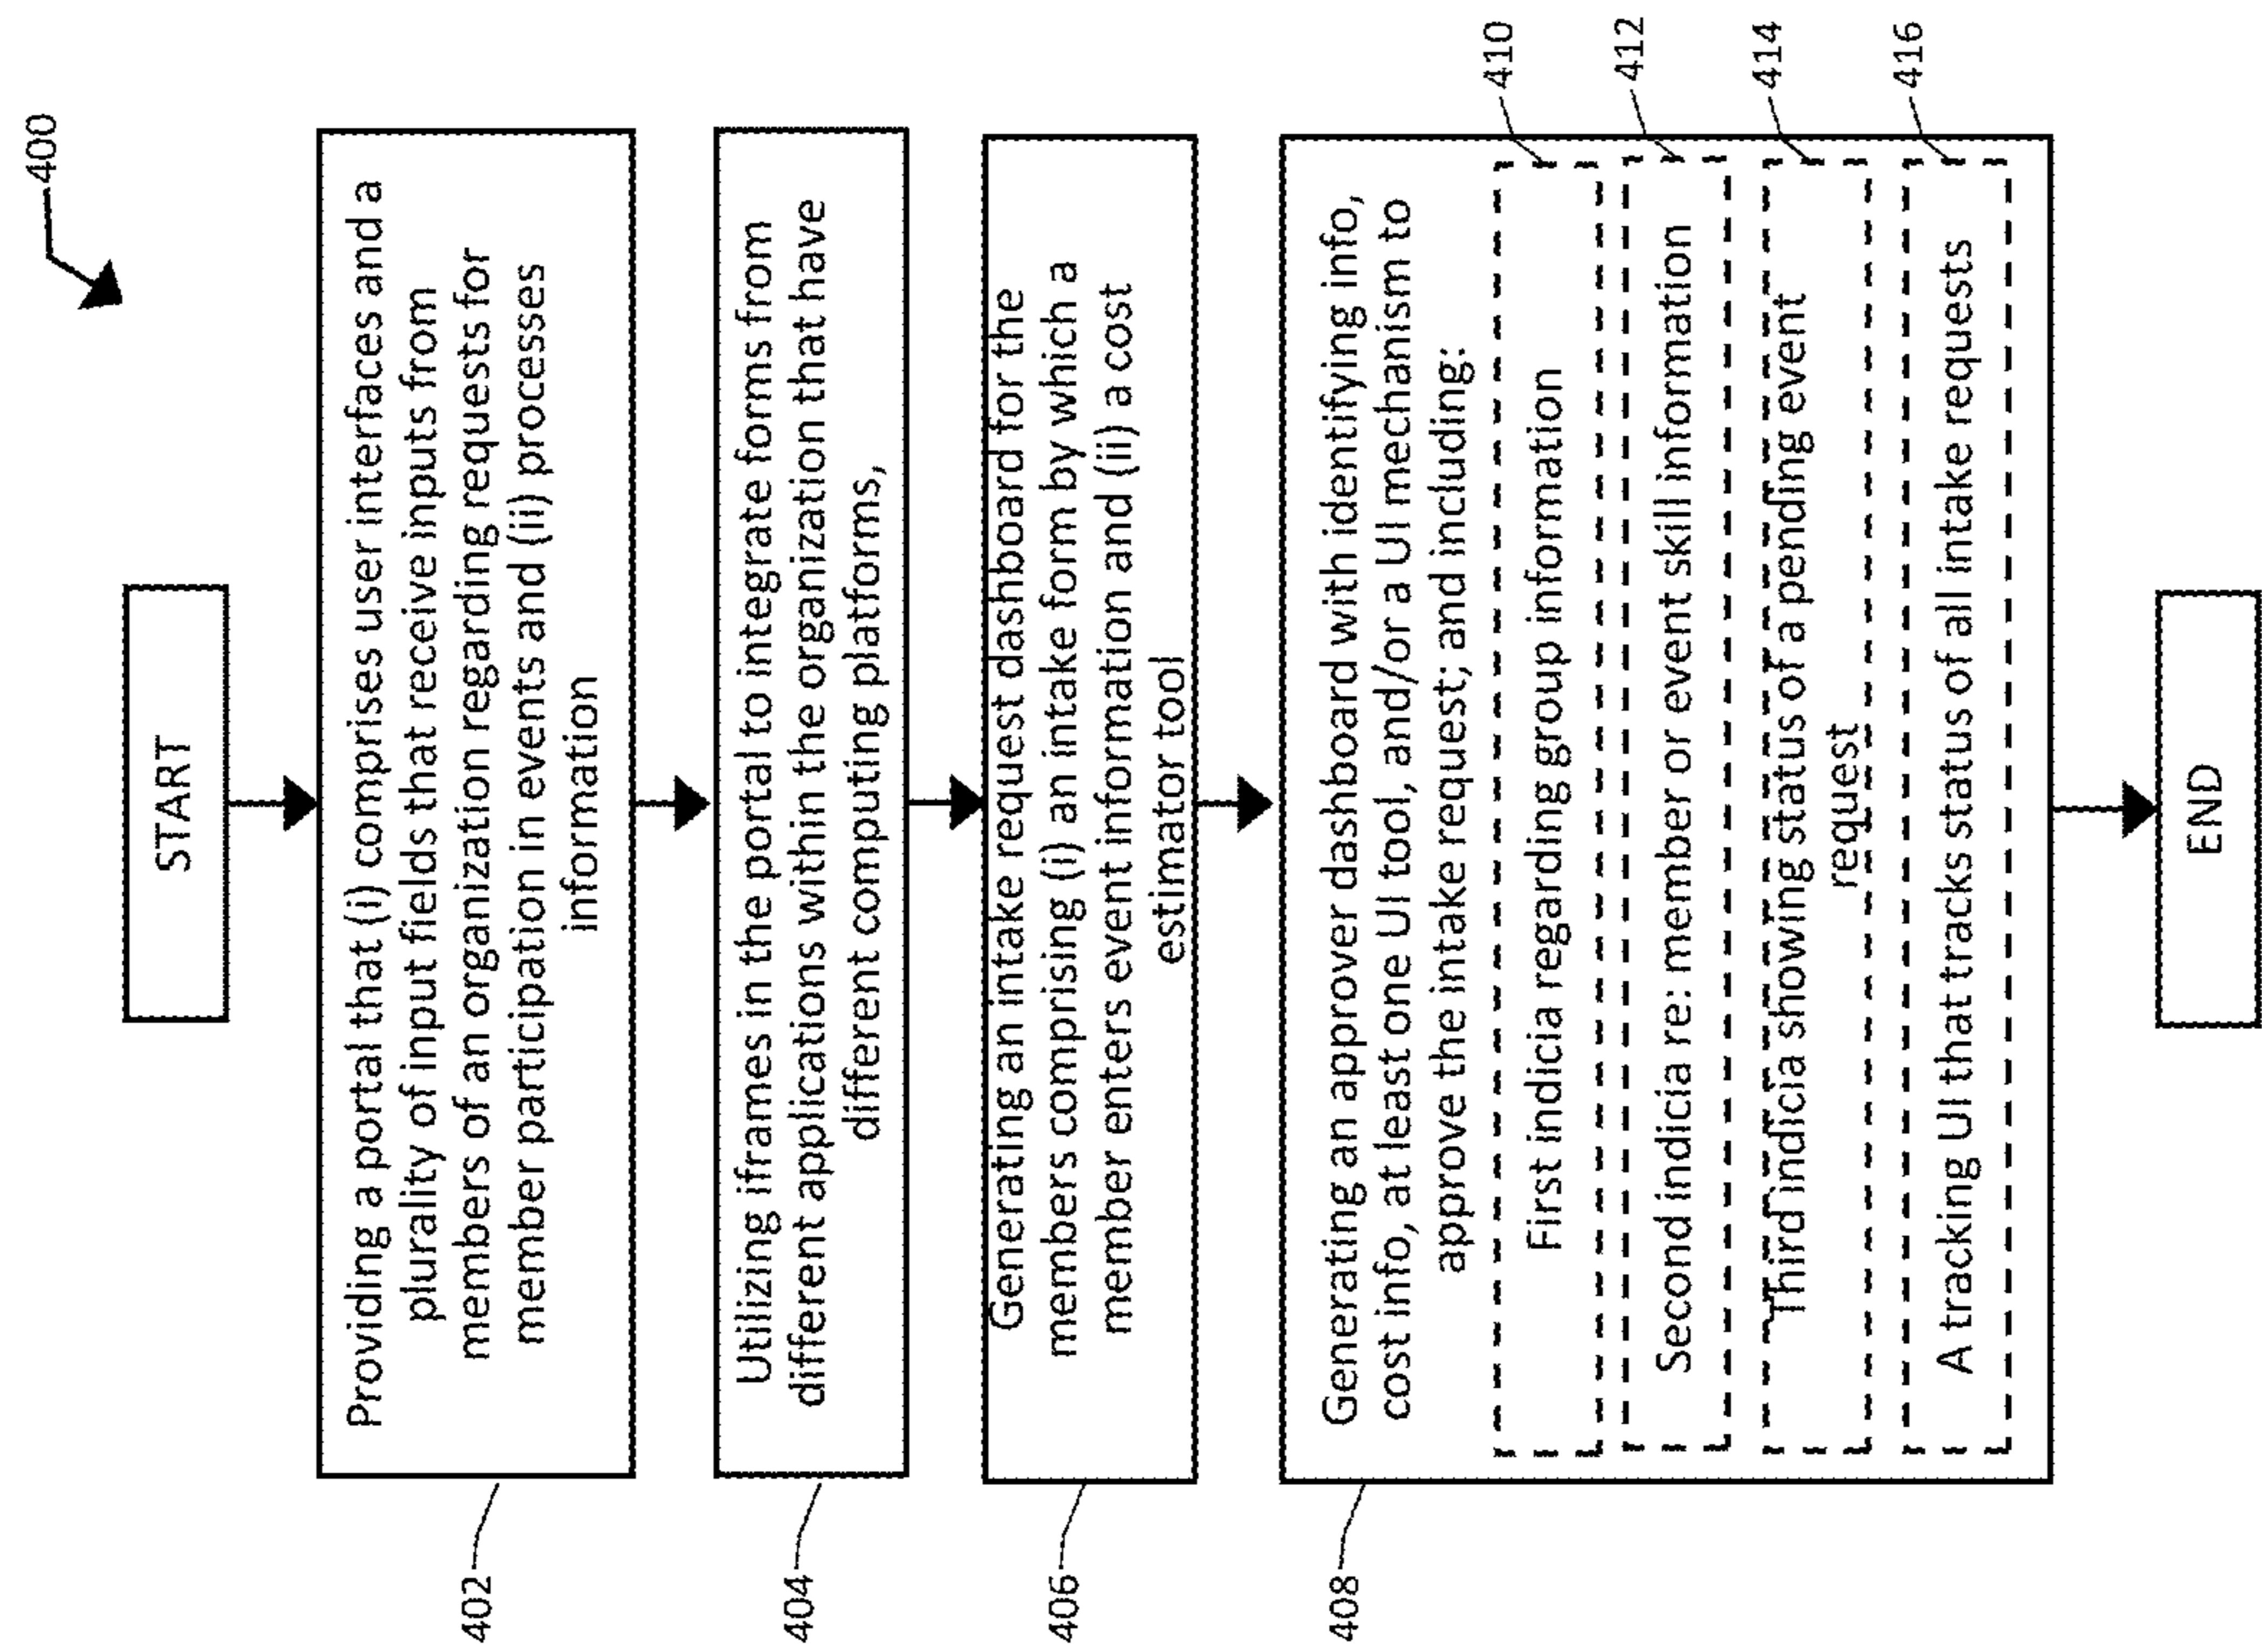 400
START
Providing a portal that (i) comprises user interfaces and a
plurality of input fields that receive inputs from
members of an organization regarding requests for
member participation in events and (ii) processes
information
402
Utilizing iframes in the portal to integrate forms from
different applications within the organization that have
different computing platforms,
404
Generating an intake request dashboard for the
members comprising (i) an intake form by which a
member enters event information and (ii) a cost
estimator tool
406
Generating an approver dashboard with identifying info,
cost info, at least one UI tool, and/or a UI mechanism to
approve the intake request; and including:
408
First indicia regarding group information
410
Second indicia re: member or event skill information
412
Third indicia showing status of a pending event
request
414
A tracking UI that tracks status of all intake requests
416
END